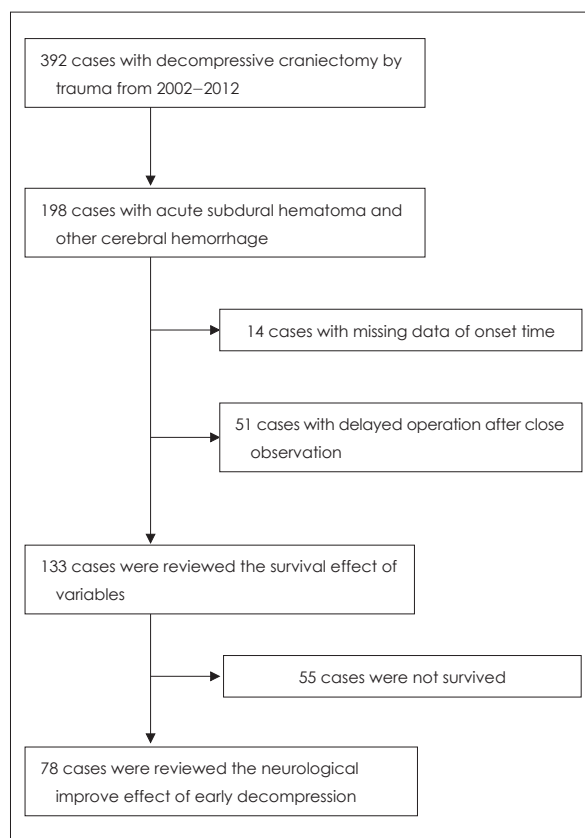 392 cases with decompressive craniectomy by
trauma from 2002–2012
198 cases with acute subdural hematoma and
other cerebral hemorrhage
14 cases with missing data of onset time
51 cases with delayed operation after close
observation
133 cases were reviewed the survival effect of
variables
55 cases were not survived
78 cases were reviewed the neurological
improve effect of early decompression